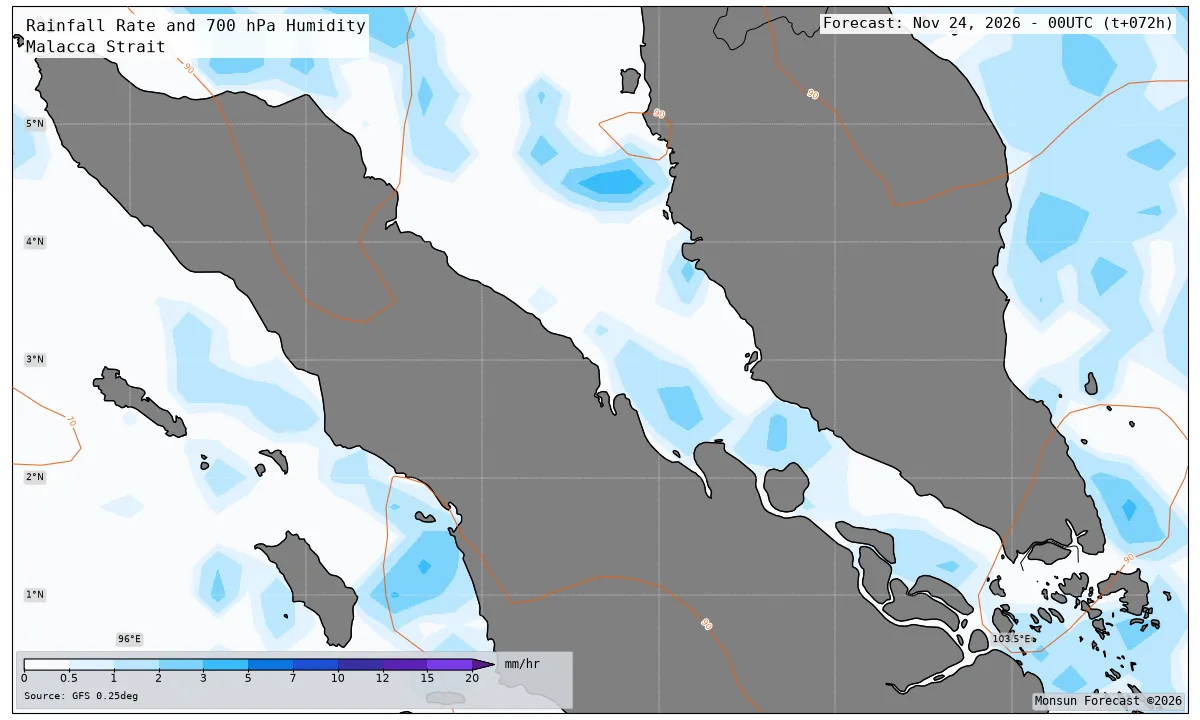 Rainfall Rate and 700 hPa Humidity
Malacca Strait
Forecast: Nov 24, 2026 - 00UTC (t+072h)
90
90
90
5°N
4°N
3°N
70
2°N
90
1°N
90
96°E
103.5°E
mm/hr
0 0.5 1 2 3 5 7 10 12 15 20
Source: GFS 0.25deg
Monsun Forecast ©2026